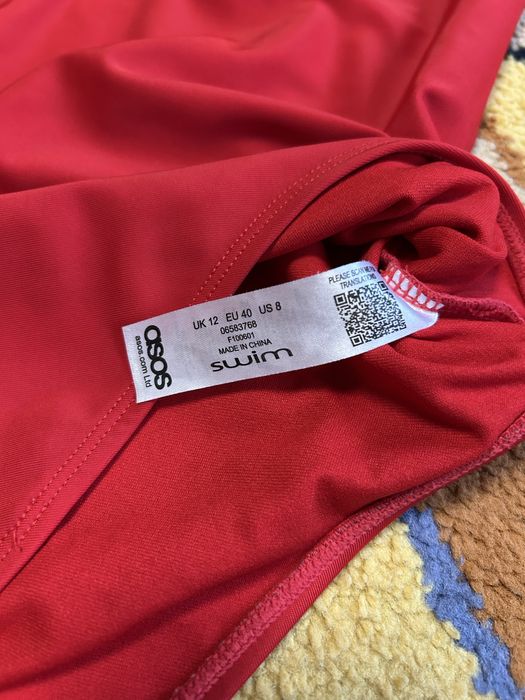 asos
asos.com Ltd
UK 12 EU 40 US 8
06583768
F100601
MADE IN CHINA
swim
PLEASE SCAN ME FOR
TRANSLATIONS